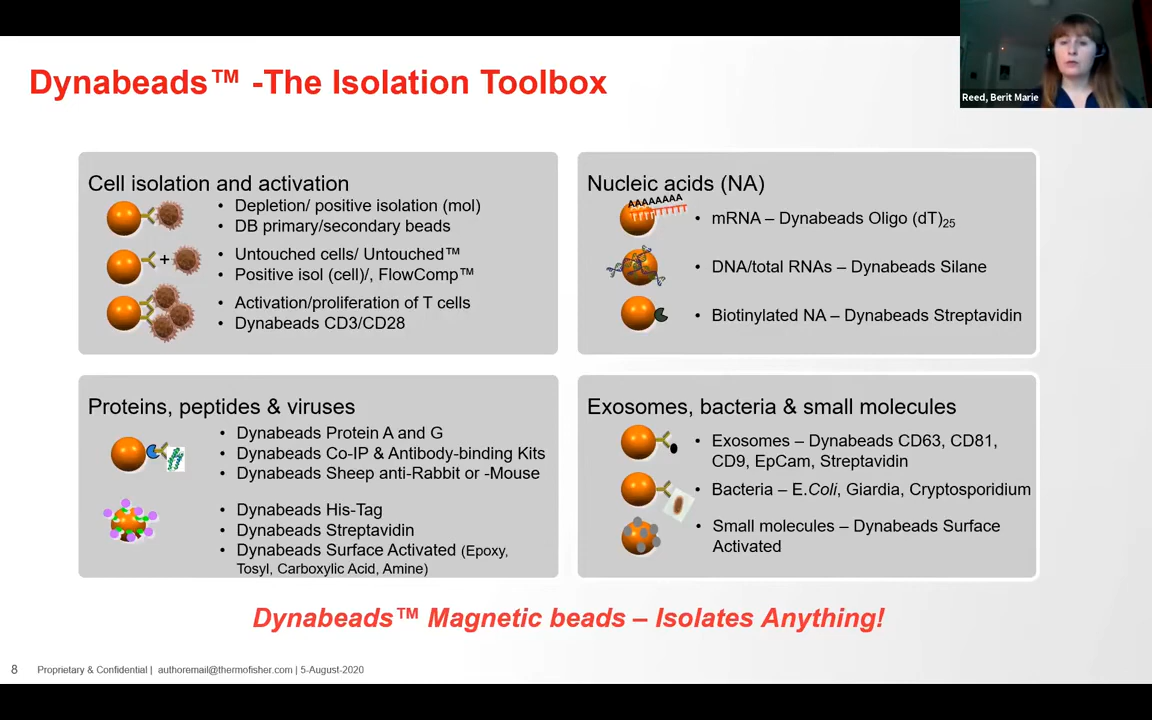 Dynabeads™ -The Isolation Toolbox
Reed, Berit Marie
Cell isolation and activation
• Depletion/ positive isolation (mol)
• DB primary/secondary beads
+
• Untouched cells/ Untouched™
• Positive isol (cell)/, FlowComp™
• Activation/proliferation of T cells
• Dynabeads CD3/CD28
Nucleic acids (NA)
AAAAAAAA
• mRNA – Dynabeads Oligo (dT)25
• DNA/total RNAs – Dynabeads Silane
• Biotinylated NA – Dynabeads Streptavidin
Proteins, peptides & viruses
• Dynabeads Protein A and G
• Dynabeads Co-IP & Antibody-binding Kits
• Dynabeads Sheep anti-Rabbit or -Mouse
• Dynabeads His-Tag
• Dynabeads Streptavidin
• Dynabeads Surface Activated (Epoxy,
Tosyl, Carboxylic Acid, Amine)
Exosomes, bacteria & small molecules
• Exosomes – Dynabeads CD63, CD81,
CD9, EpCam, Streptavidin
• Bacteria – E.Coli, Giardia, Cryptosporidium
• Small molecules – Dynabeads Surface
Activated
Dynabeads™ Magnetic beads – Isolates Anything!
8 Proprietary & Confidential | authoremail@thermofisher.com | 5-August-2020